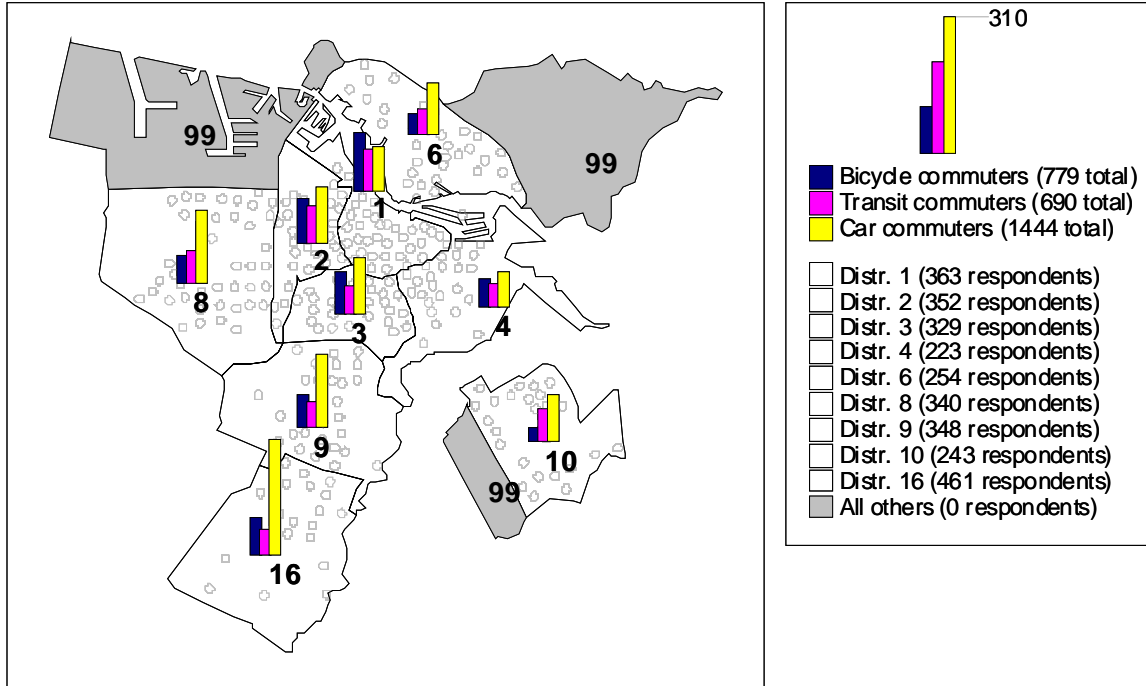 99
6
99
1
2
8
3
4
9
10
99
16
310
Bicycle commuters (779 total)
Transit commuters (690 total)
Car commuters (1444 total)
Distr. 1 (363 respondents)
Distr. 2 (352 respondents)
Distr. 3 (329 respondents)
Distr. 4 (223 respondents)
Distr. 6 (254 respondents)
Distr. 8 (340 respondents)
Distr. 9 (348 respondents)
Distr. 10 (243 respondents)
Distr. 16 (461 respondents)
All others (0 respondents)